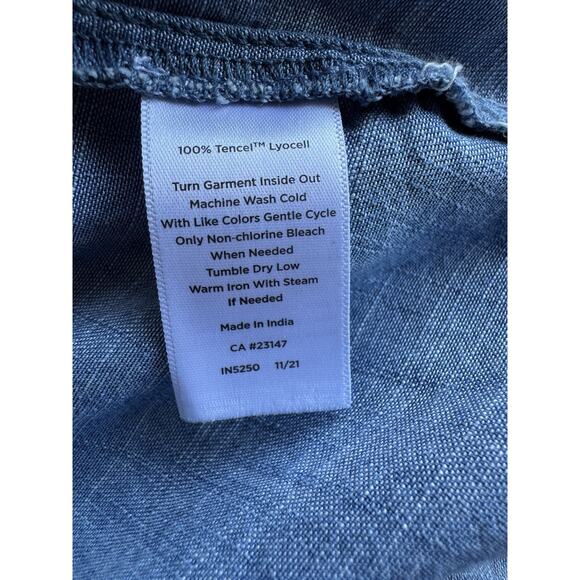 100% Tencel™ Lyocell
Turn Garment Inside Out
Machine Wash Cold
With Like Colors Gentle Cycle
Only Non-chlorine Bleach
When Needed
Tumble Dry Low
Warm Iron With Steam
If Needed
Made In India
CA #23147
IN5250 11/21